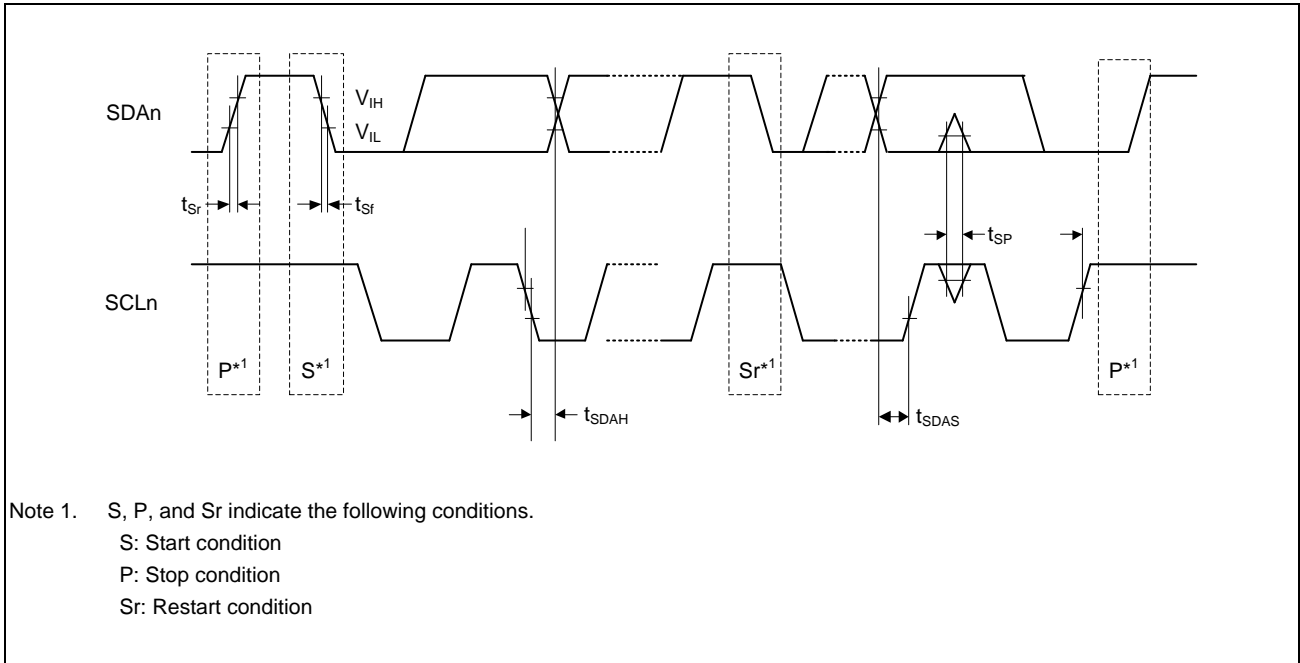 SDAn
VIH
VIL
tSr
tSf
tSP
SCLn
P*1
S*1
Sr*1
P*1
tSDAH
tSDAS
Note 1. S, P, and Sr indicate the following conditions.
S: Start condition
P: Stop condition
Sr: Restart condition